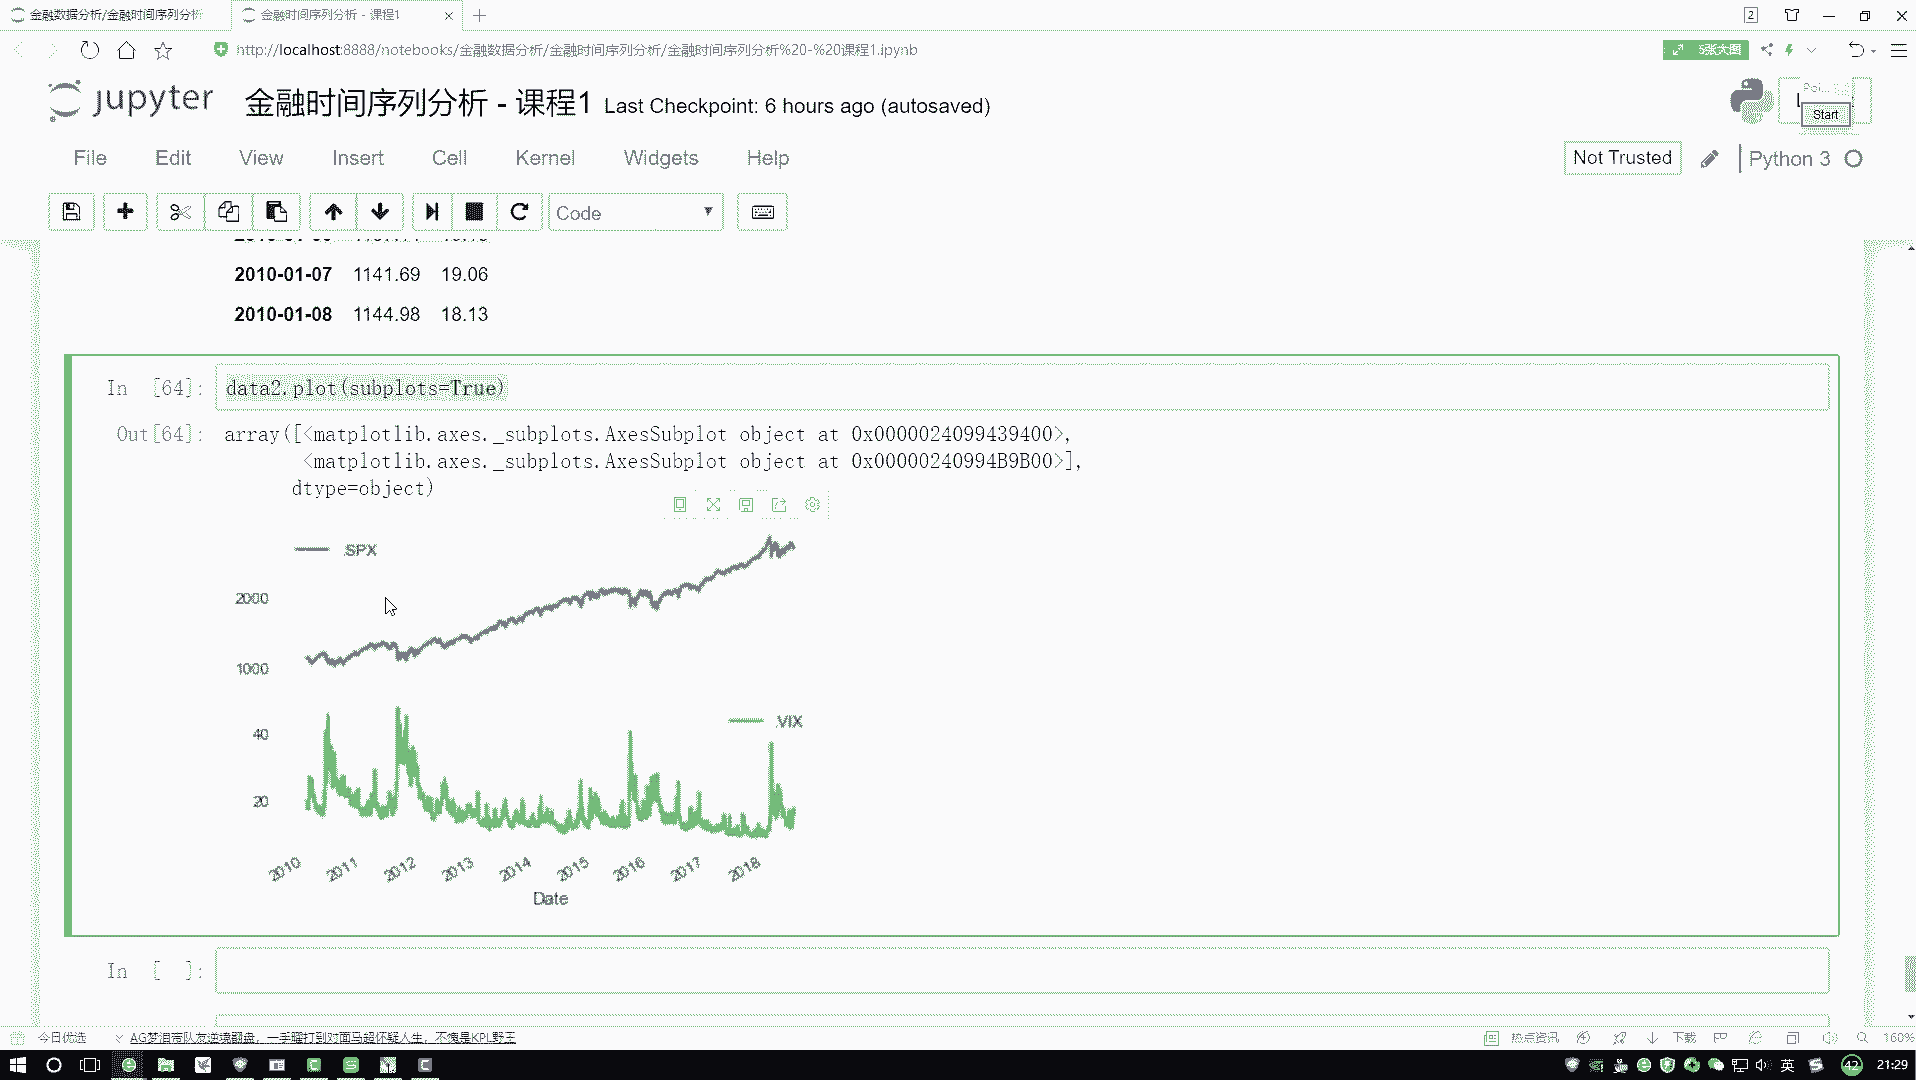 金融数据分析/金融时间序列分析
金融时间序列分析 - 课程1
2
http://localhost:8888/notebooks/金融数据分析/金融时间序列分析/金融时间序列分析%20-%20课程1.ipynb
5张大图
jupyter 金融时间序列分析 - 课程1 Last Checkpoint: 6 hours ago (autosaved)
Start
File Edit View Insert Cell Kernel Widgets Help
Not Trusted
Python 3
Code
2010-01-07 1141.69 19.06
2010-01-08 1144.98 18.13
In [64]: data2.plot(subplots=True)
Out[64]: array([<matplotlib.axes._subplots.AxesSubplot object at 0x0000024099439400>,
<matplotlib.axes._subplots.AxesSubplot object at 0x00000240994B9B00>],
dtype=object)
SPX
2000
1000
VIX
40
20
2010 2011 2012 2013 2014 2015 2016 2017 2018
Date
In [ ]:
今日优选
AG梦泪带队友逆境翻盘，一手曜打到对面马超怀疑人生，不愧是KPL野王
热点资讯
下载
160%
英
42
21:29